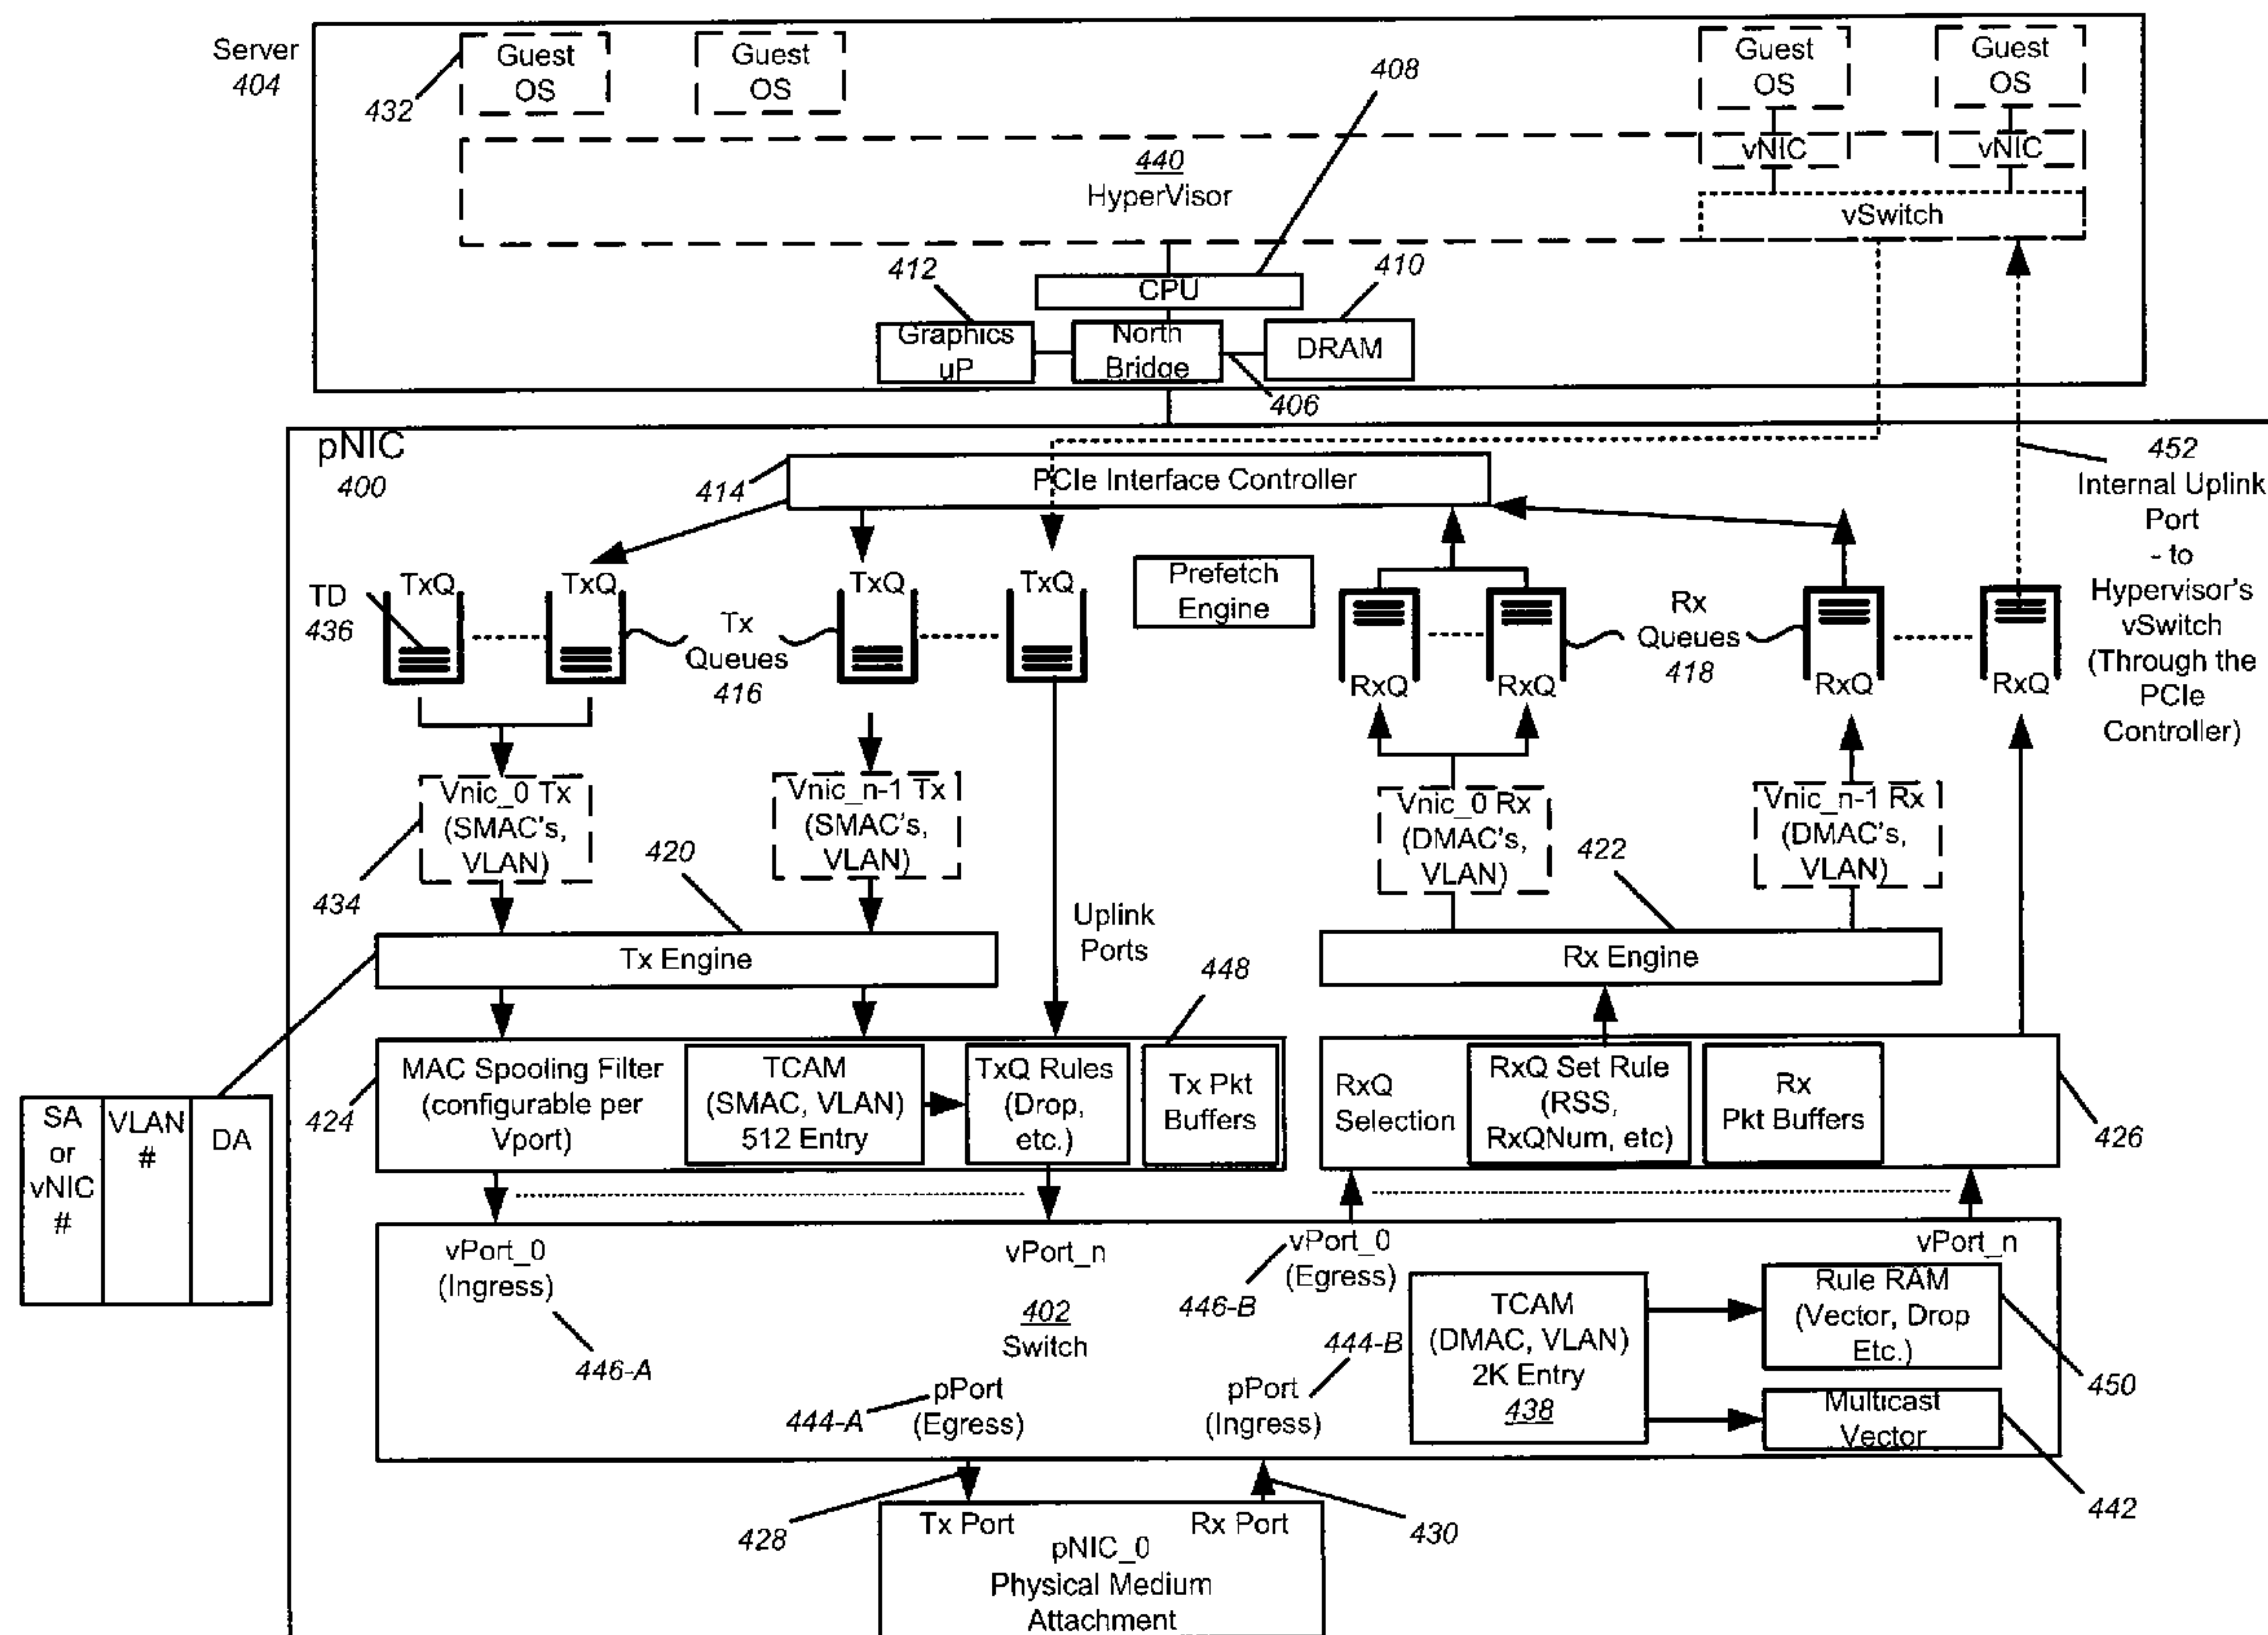 Server
404
Guest
OS
432
Guest
OS
408
Guest
OS
Guest
OS
vNIC
vNIC
440
HyperVisor
vSwitch
412
CPU
410
Graphics
uP
North
Bridge
DRAM
406
pNIC
400
414
PCIe Interface Controller
452
Internal Uplink
Port
- to
Hypervisor's
vSwitch
(Through the
PCIe
Controller)
TD
436
TxQ
TxQ
Tx
Queues
416
TxQ
TxQ
Prefetch
Engine
RxQ
RxQ
Rx
Queues
418
RxQ
RxQ
Vnic_0 Tx
(SMAC's,
VLAN)
434
Vnic_n-1 Tx
(SMAC's,
VLAN)
420
Uplink
Ports
Vnic_0 Rx
(DMAC's,
VLAN)
422
Vnic_n-1 Rx
(DMAC's,
VLAN)
Tx Engine
448
Rx Engine
SA
or
vNIC
#
VLAN
#
DA
424
MAC Spooling Filter
(configurable per
Vport)
TCAM
(SMAC, VLAN)
512 Entry
TxQ Rules
(Drop,
etc.)
Tx Pkt
Buffers
RxQ
Selection
RxQ Set Rule
(RSS,
RxQNum, etc)
Rx
Pkt Buffers
426
vPort_0
(Ingress)
446-A
vPort_n
402
Switch
vPort_0
(Egress)
446-B
vPort_n
444-B
pPort
(Egress)
444-A
pPort
(Ingress)
TCAM
(DMAC, VLAN)
2K Entry
438
Rule RAM
(Vector, Drop
Etc.)
450
Multicast
Vector
442
428
Tx Port
Rx Port
430
pNIC_0
Physical Medium
Attachment